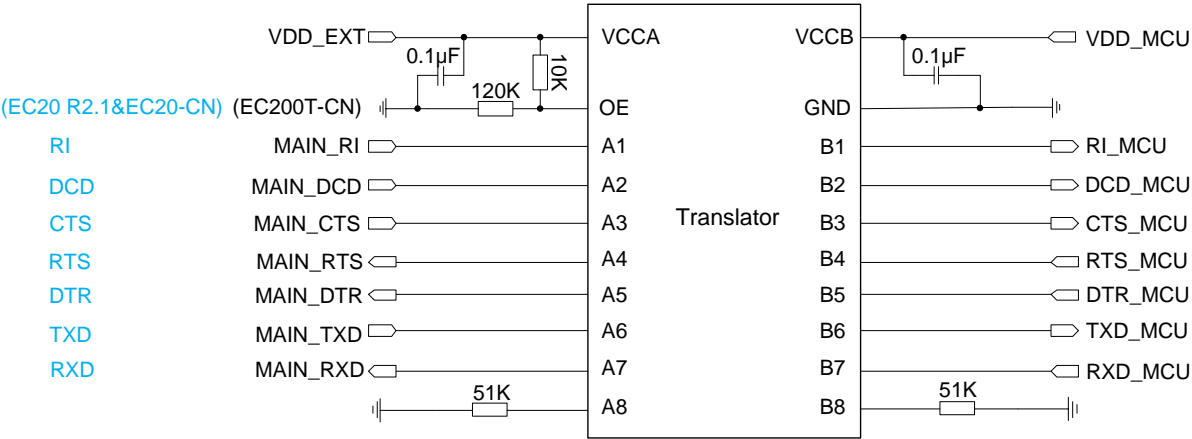 VDD_EXT VCCA VCCB VDD_MCU
0.1μF 10K 0.1μF
120K
(EC20 R2.1&EC20-CN) (EC200T-CN) OE GND
RI MAIN_RI A1 B1 RI_MCU
DCD MAIN_DCD A2 B2 DCD_MCU
CTS MAIN_CTS A3 Translator B3 CTS_MCU
RTS MAIN_RTS A4 B4 RTS_MCU
DTR MAIN_DTR A5 B5 DTR_MCU
TXD MAIN_TXD A6 B6 TXD_MCU
RXD MAIN_RXD A7 B7 RXD_MCU
51K A8 B8 51K